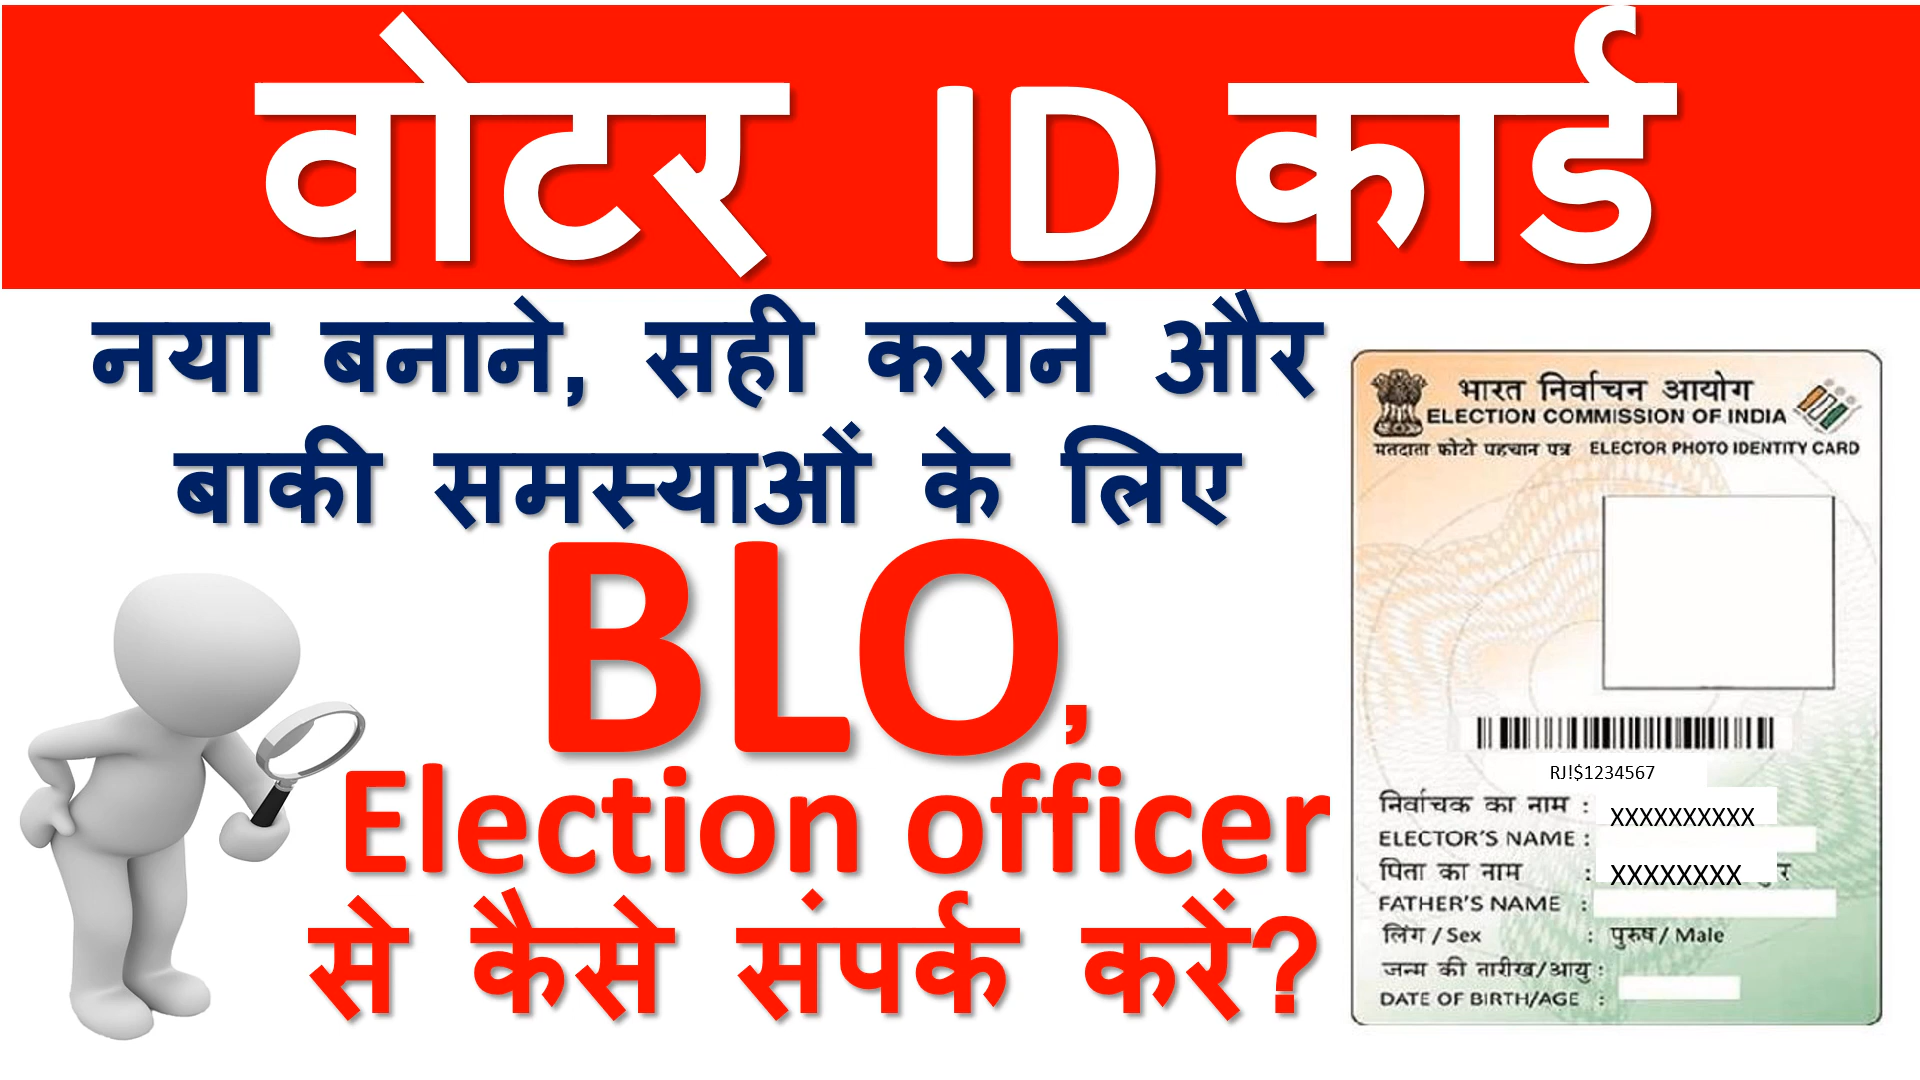 वोटर ID कार्ड
नया बनाने, सही कराने और
बाकी समस्याओं के लिए
BLO,
Election officer
से कैसे संपर्क करें?
भारत निर्वाचन आयोग
ELECTION COMMISSION OF INDIA
मतदाता फोटो पहचान पत्र ELECTOR PHOTO IDENTITY CARD
RJ!$1234567
निर्वाचक का नाम : XXXXXXXXXX
ELECTOR'S NAME :
पिता का नाम : XXXXXXXX
FATHER'S NAME :
लिंग / Sex : पुरुष / Male
जन्म की तारीख/आयु :
DATE OF BIRTH/AGE :